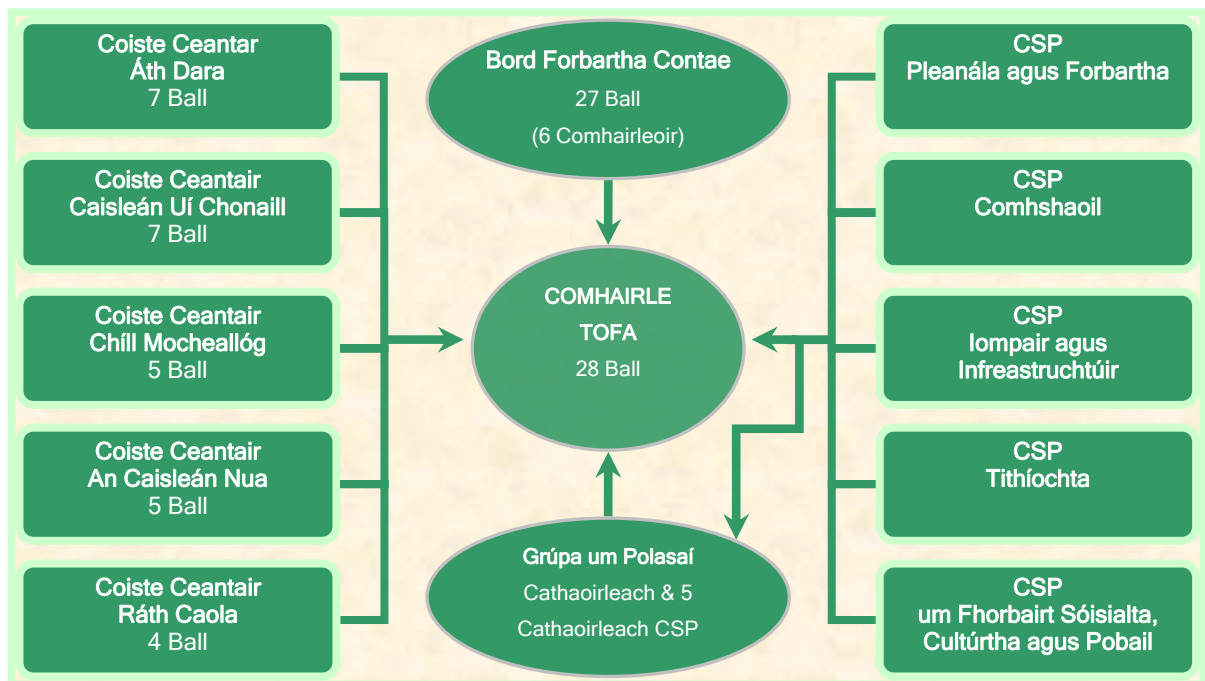 Coiste Ceantar
Áth Dara
7 Ball
Coiste Ceantair
Caisleán Uí Chonaill
7 Ball
Coiste Ceantair
Chíll Mocheallóg
5 Ball
Coiste Ceantair
An Caisleán Nua
5 Ball
Coiste Ceantair
Ráth Caola
4 Ball
Bord Forbartha Contae
27 Ball
(6 Comhairleoir)
COMHAIRLE
TOFA
28 Ball
Grúpa um Polasaí
Cathaoirleach & 5
Cathaoirleach CSP
CSP
Pleanála agus Forbartha
CSP
Comhshaoil
CSP
Iompair agus
Infreastruchtúir
CSP
Tithíochta
CSP
um Fhorbairt Sóisialta,
Cultúrtha agus Pobail